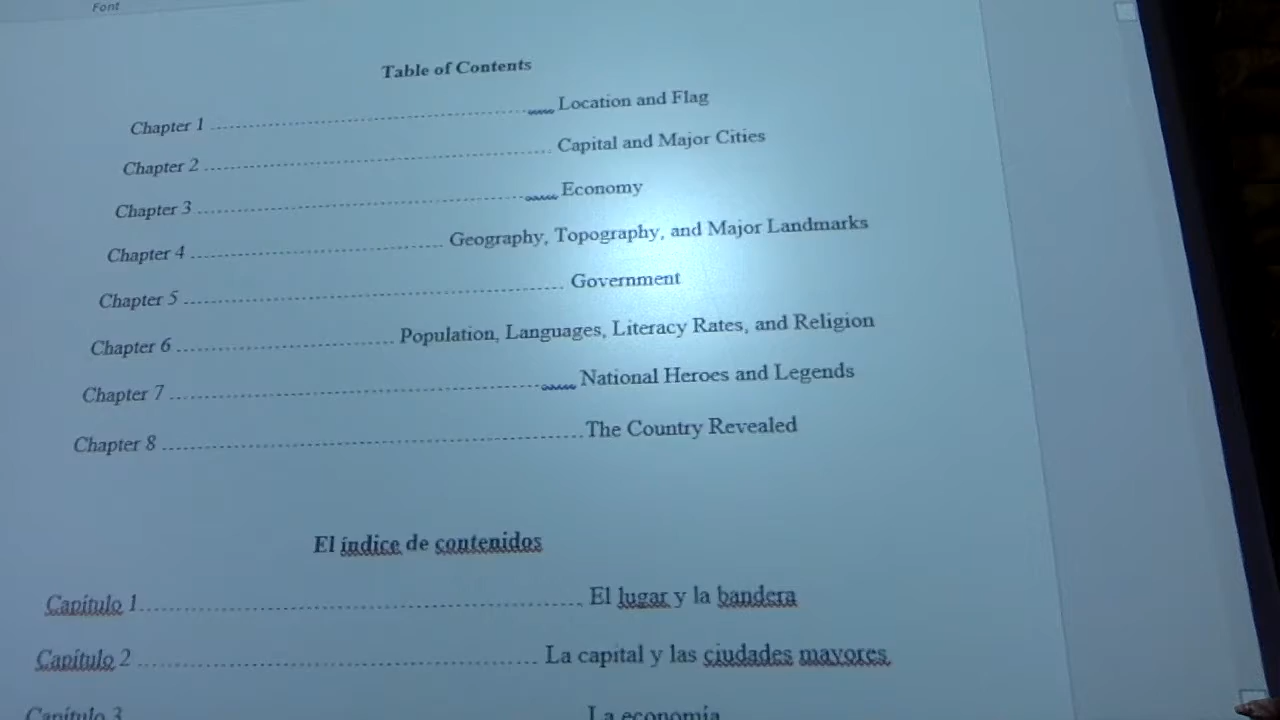 Font
Table of Contents
Chapter 1 .......................................................... Location and Flag
Chapter 2 .......................................................... Capital and Major Cities
Chapter 3 .......................................................... Economy
Chapter 4 .......................................... Geography, Topography, and Major Landmarks
Chapter 5 .......................................................... Government
Chapter 6 .................................... Population, Languages, Literacy Rates, and Religion
Chapter 7 .......................................................... National Heroes and Legends
Chapter 8 .......................................................... The Country Revealed
El índice de contenidos
Capítulo 1.......................................................... El lugar y la bandera
Capítulo 2 .................................................... La capital y las ciudades mayores
Capítulo 3 La economía